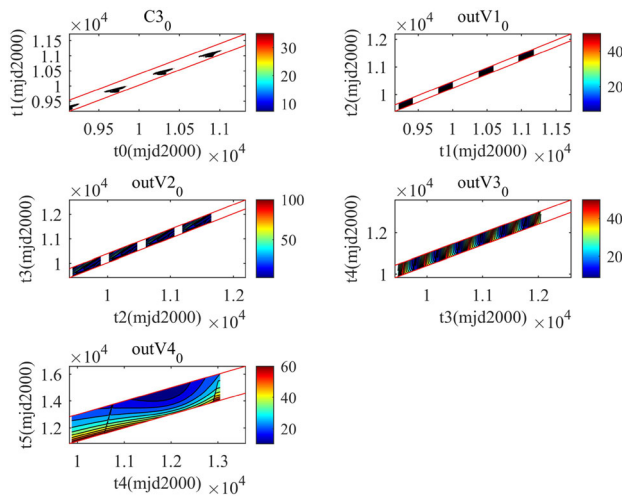 ×10⁴ C3₀
1.15
1.1
1.05
1
0.95
t1(mjd2000)
0.95 1 1.05 1.1
t0(mjd2000) ×10⁴
30
20
10
×10⁴ outV1₀
1.2
1.1
1
t2(mjd2000)
0.95 1 1.05 1.1 1.15
t1(mjd2000) ×10⁴
40
20
×10⁴ outV2₀
1.2
1.1
1
t3(mjd2000)
1 1.1 1.2
t2(mjd2000) ×10⁴
100
50
×10⁴ outV3₀
1.2
1
t4(mjd2000)
1 1.1 1.2
t3(mjd2000) ×10⁴
40
20
×10⁴ outV4₀
1.6
1.4
1.2
t5(mjd2000)
1 1.1 1.2 1.3
t4(mjd2000) ×10⁴
60
40
20